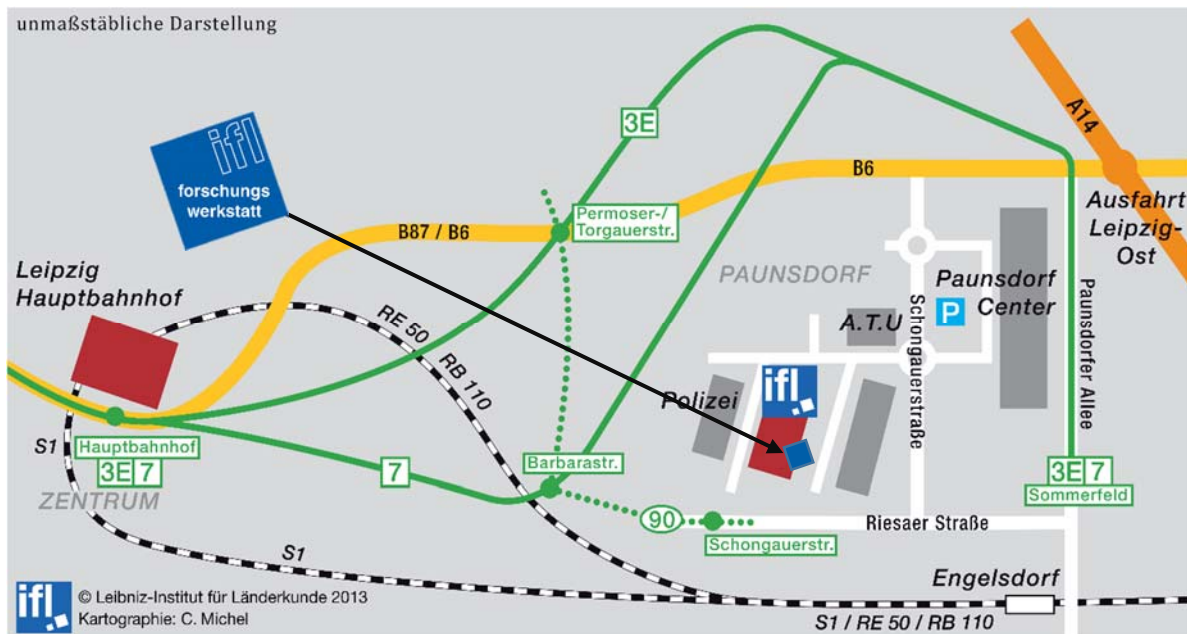 unmaßstäbliche Darstellung
ifl
forschungs
werkstatt
3E
A14
B6
B87 / B6
Permoser-/
Torgauerstr.
Ausfahrt
Leipzig-
Ost
Leipzig
Hauptbahnhof
PAUNSDORF
Paunsdorf
Center
P
A.T.U
Schongauerstraße
Paunsdorfer Allee
RE 50
RB 110
ifl
Polizei
S1
Hauptbahnhof
3E 7
ZENTRUM
7
Barbarastr.
3E 7
Sommerfeld
90
Riesaer Straße
Schongauerstr.
S1
Engelsdorf
S1 / RE 50 / RB 110
ifl
© Leibniz-Institut für Länderkunde 2013
Kartographie: C. Michel